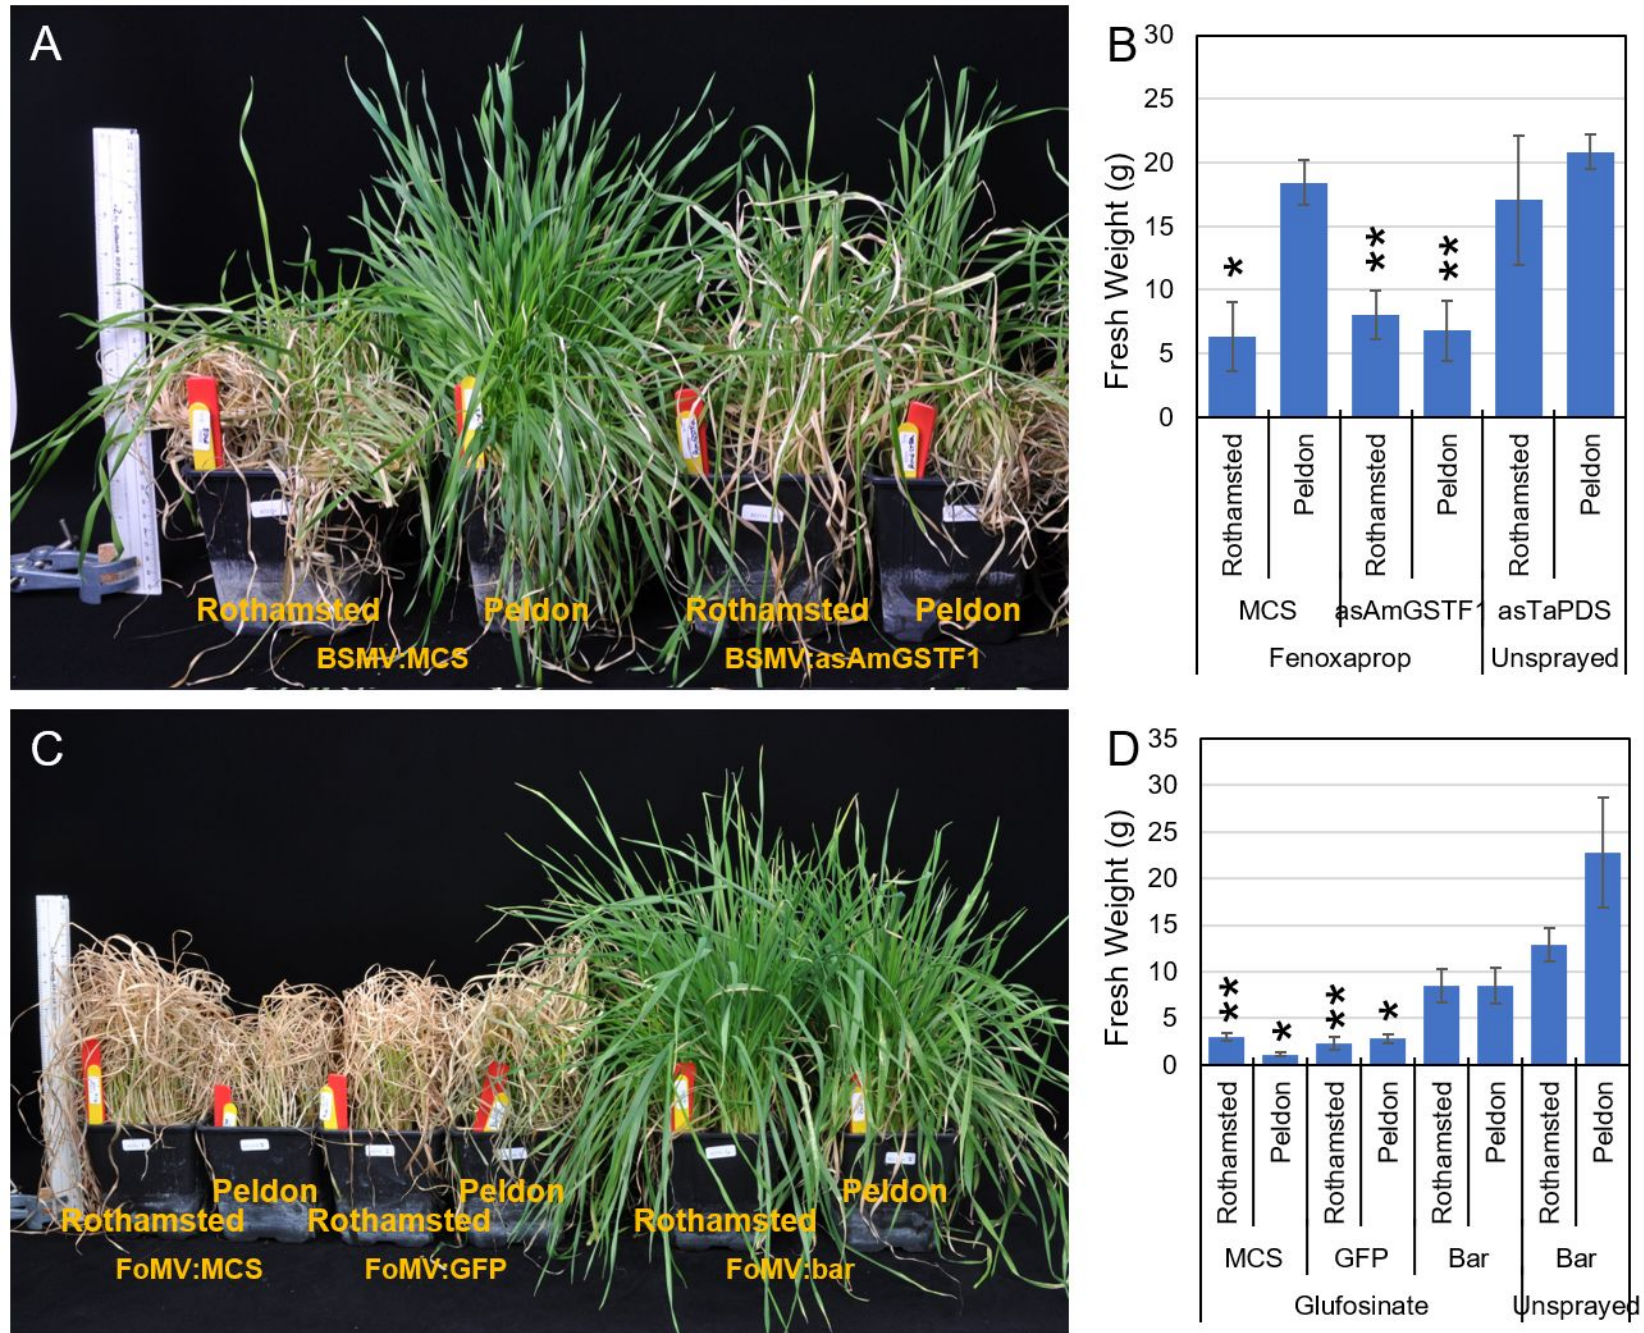 A
Rothamsted
Peldon
Rothamsted
Peldon
BSMV:MCS
BSMV:asAmGSTF1
B
Fresh Weight (g)
30
25
20
15
10
5
0
* ** **
Rothamsted
Peldon
Rothamsted
Peldon
Rothamsted
Peldon
MCS
asAmGSTF1
asTaPDS
Fenoxaprop
Unsprayed
C
Peldon
Peldon
Peldon
Rothamsted
Rothamsted
Rothamsted
FoMV:MCS
FoMV:GFP
FoMV:bar
D
Fresh Weight (g)
35
30
25
20
15
10
5
0
** * ** *
Rothamsted
Peldon
Rothamsted
Peldon
Rothamsted
Peldon
Rothamsted
Peldon
MCS
GFP
Bar
Bar
Glufosinate
Unsprayed